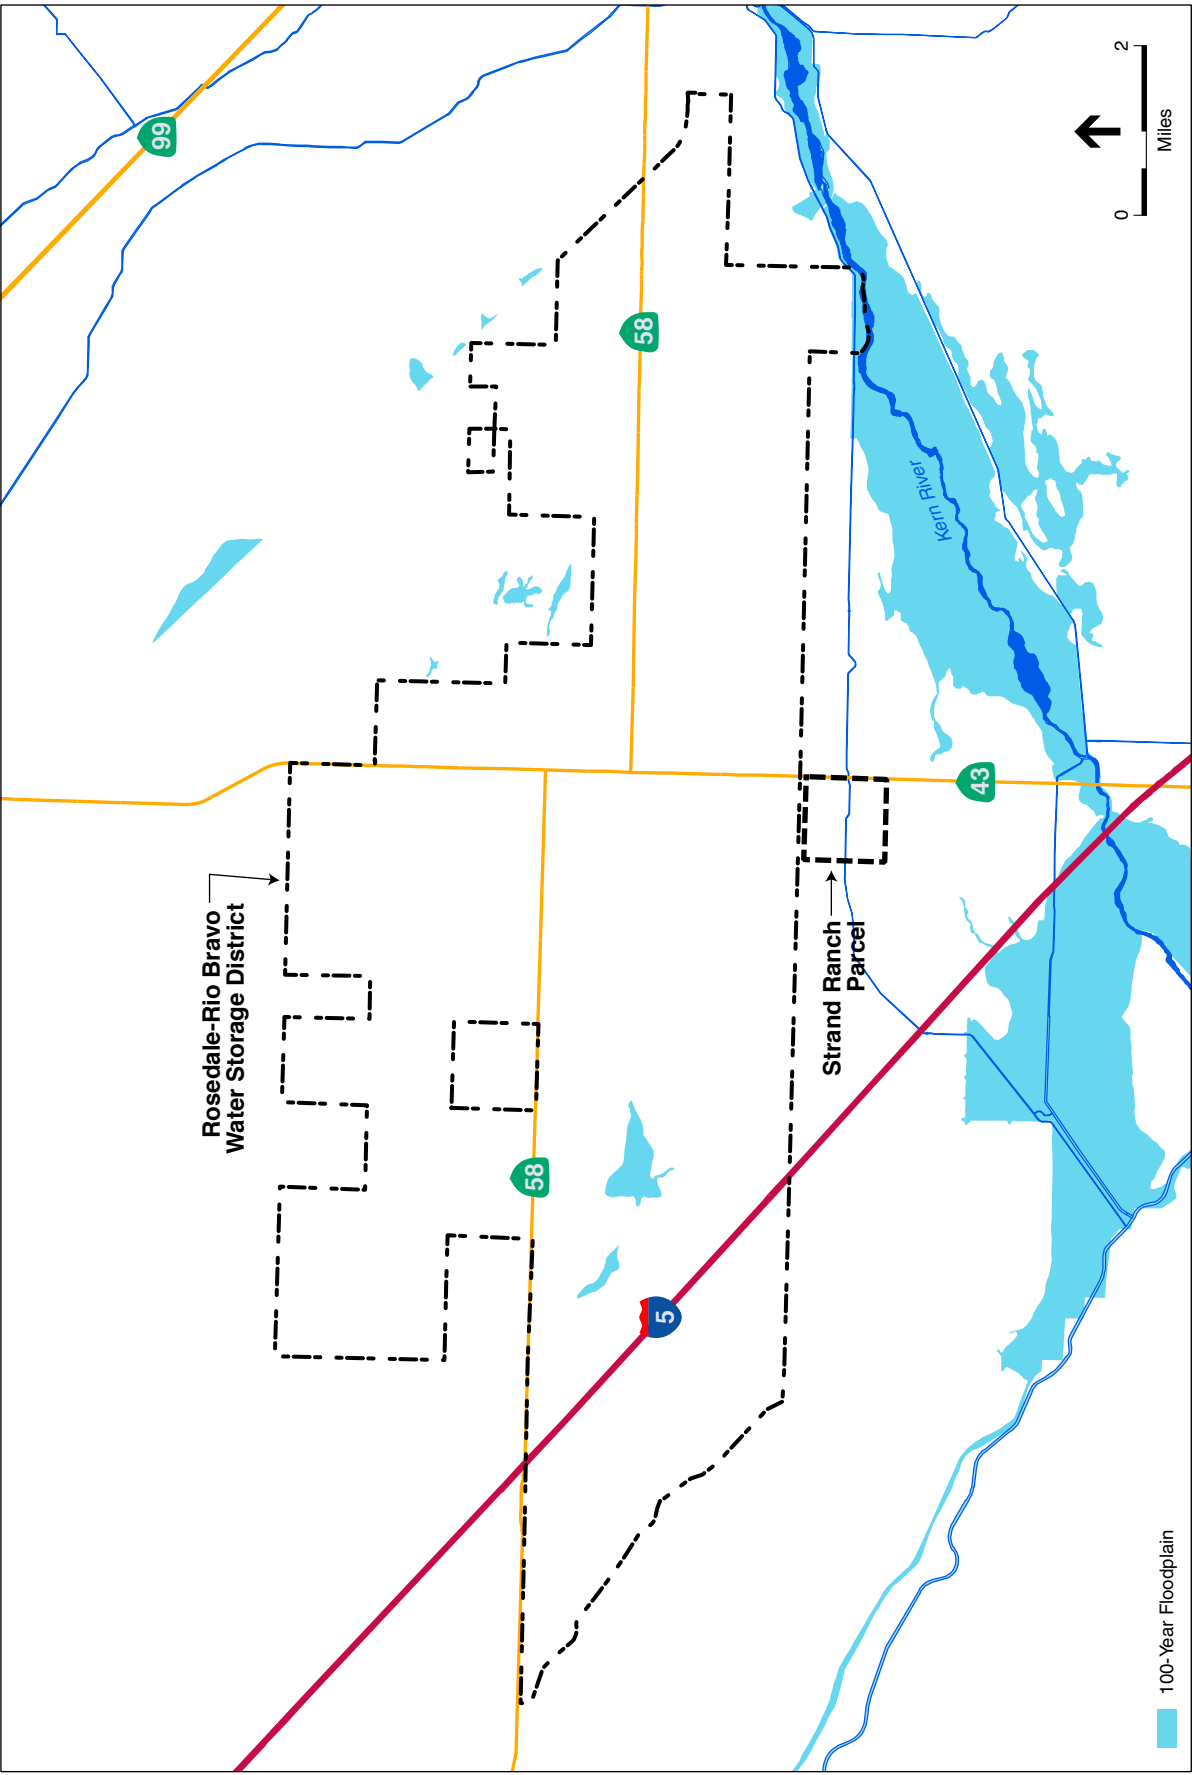 99
58
Rosedale-Rio Bravo
Water Storage District
58
5
Kern River
43
Strand Ranch
Parcel
0 2
Miles
100-Year Floodplain